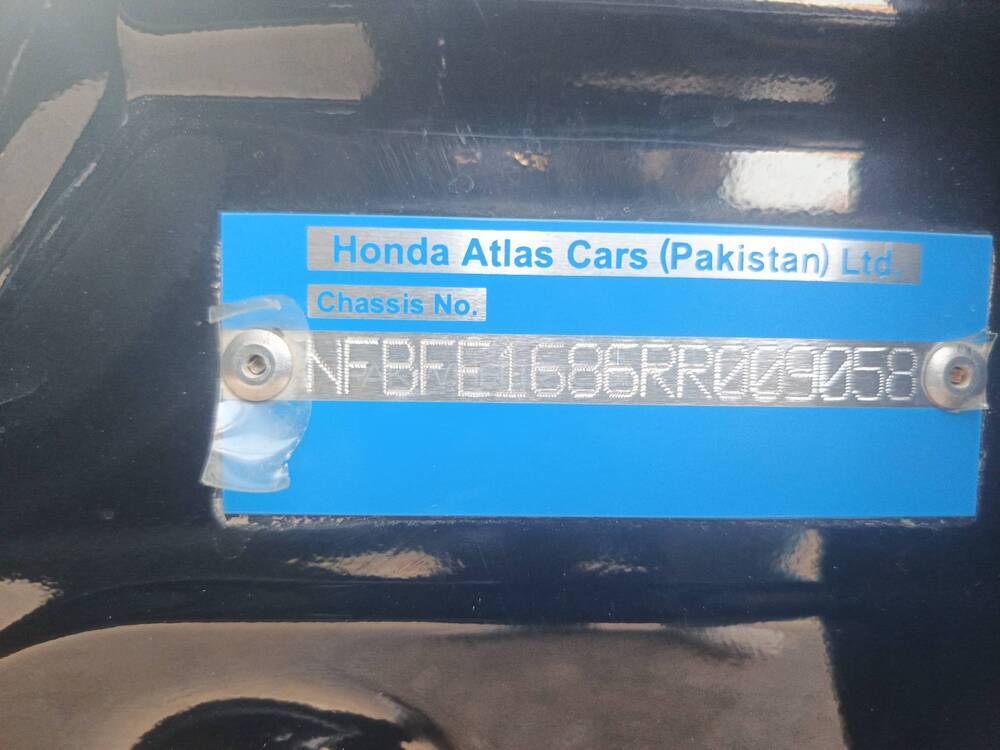 Honda Atlas Cars (Pakistan) Ltd.
Chassis No.
NFBFE1686RR009058